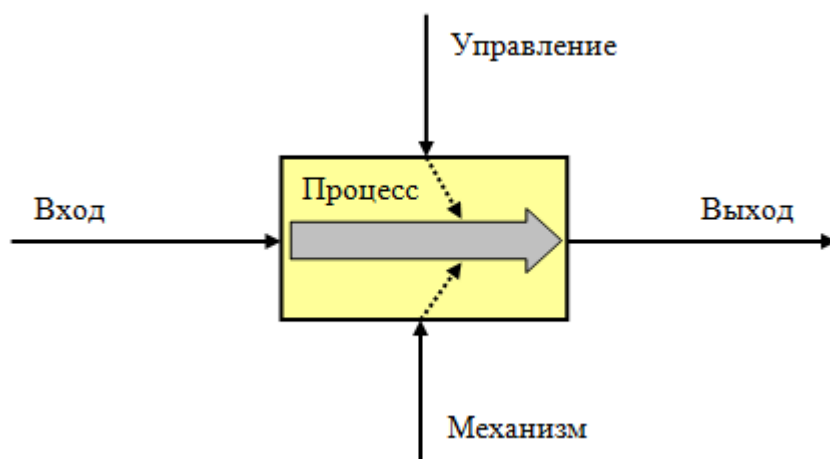 Управление
Процесс
Вход
Выход
Механизм